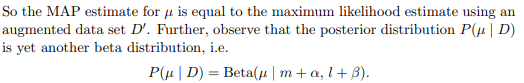 So the MAP estimate for μ is equal to the maximum likelihood estimate using an
augmented data set D′. Further, observe that the posterior distribution P(μ | D)
is yet another beta distribution, i.e.
P(μ | D) = Beta(μ | m + α, l + β).